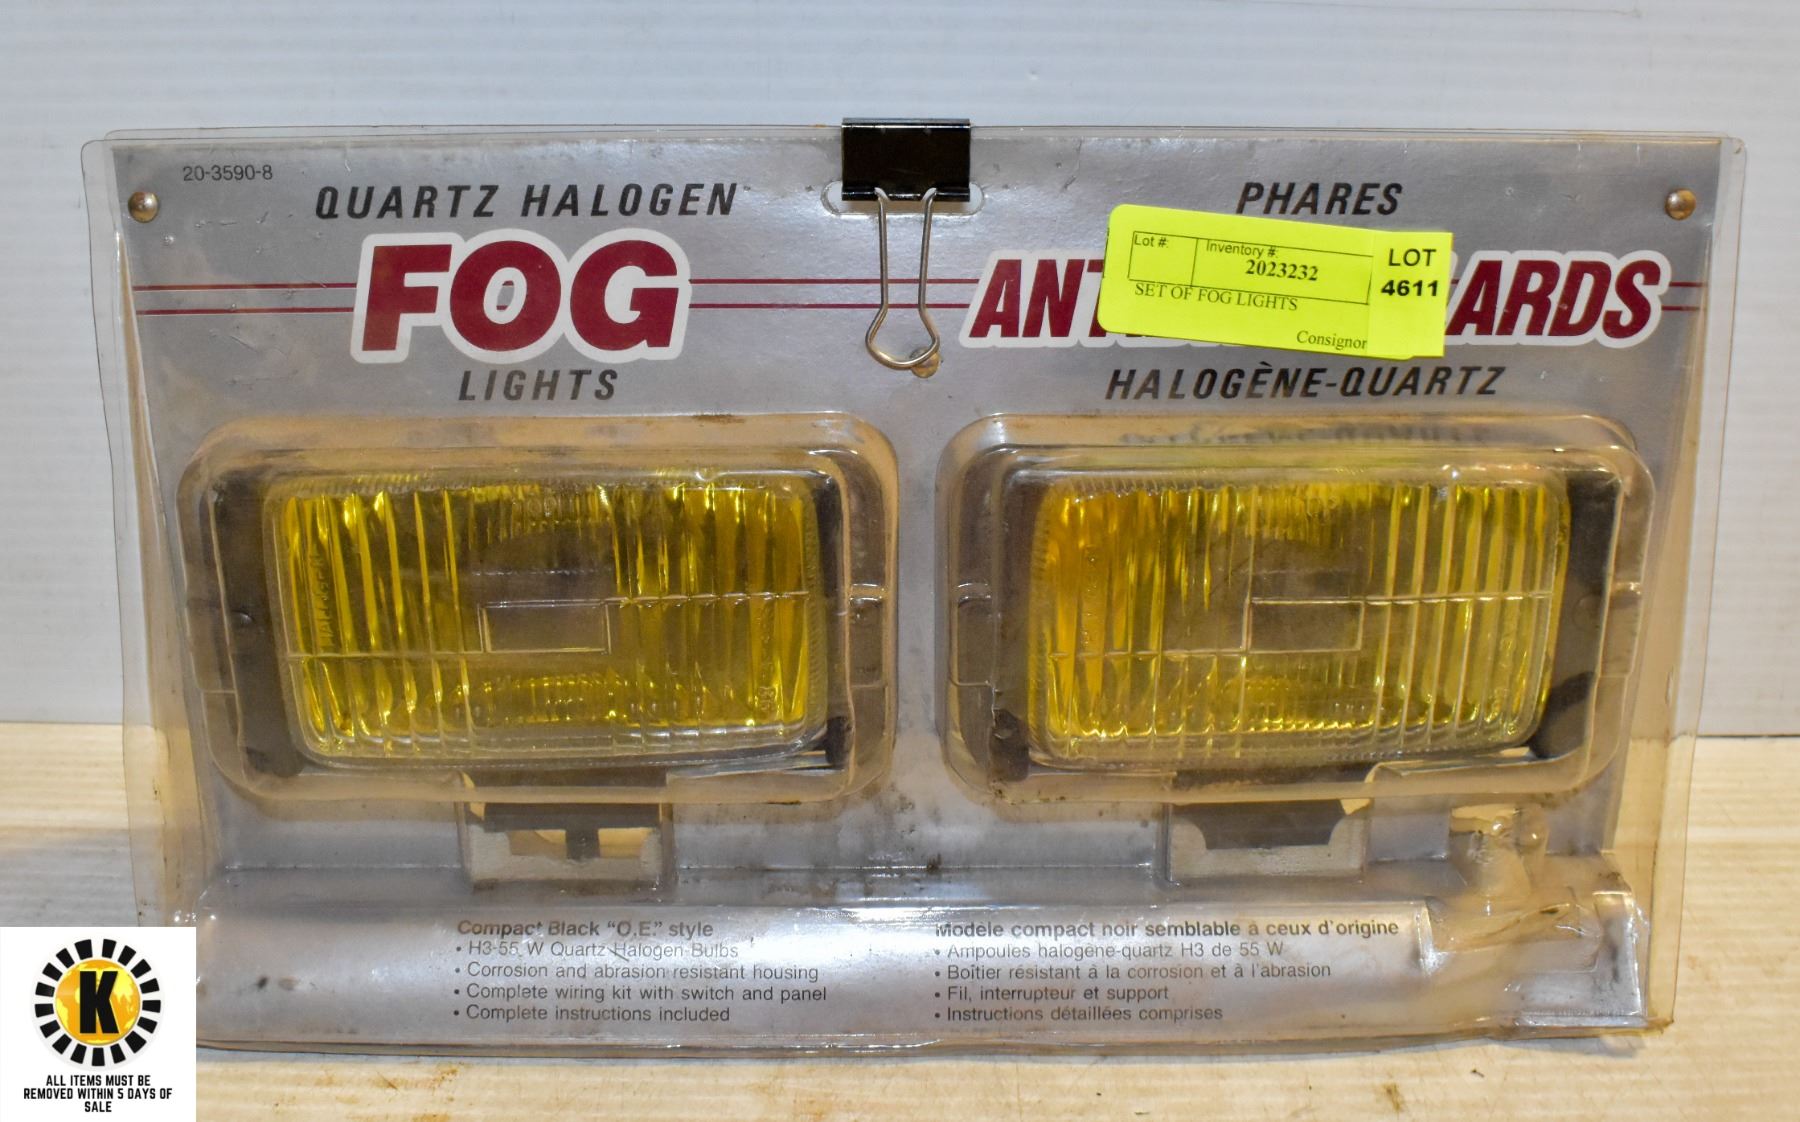 20-3590-8
QUARTZ HALOGEN
FOG
LIGHTS
PHARES
ANT ARDS
HALOGÈNE-QUARTZ
Lot #: Inventory #:
2023232
SET OF FOG LIGHTS
Consignor
LOT
4611
Compact Black "O.E." style
• H3-55 W Quartz Halogen Bulbs
• Corrosion and abrasion resistant housing
• Complete wiring kit with switch and panel
• Complete instructions included
Modèle compact noir semblable à ceux d'origine
• Ampoules halogène-quartz H3 de 55 W
• Boîtier résistant à la corrosion et à l'abrasion
• Fil, interrupteur et support
• Instructions détaillées comprises
K
ALL ITEMS MUST BE
REMOVED WITHIN 5 DAYS OF
SALE